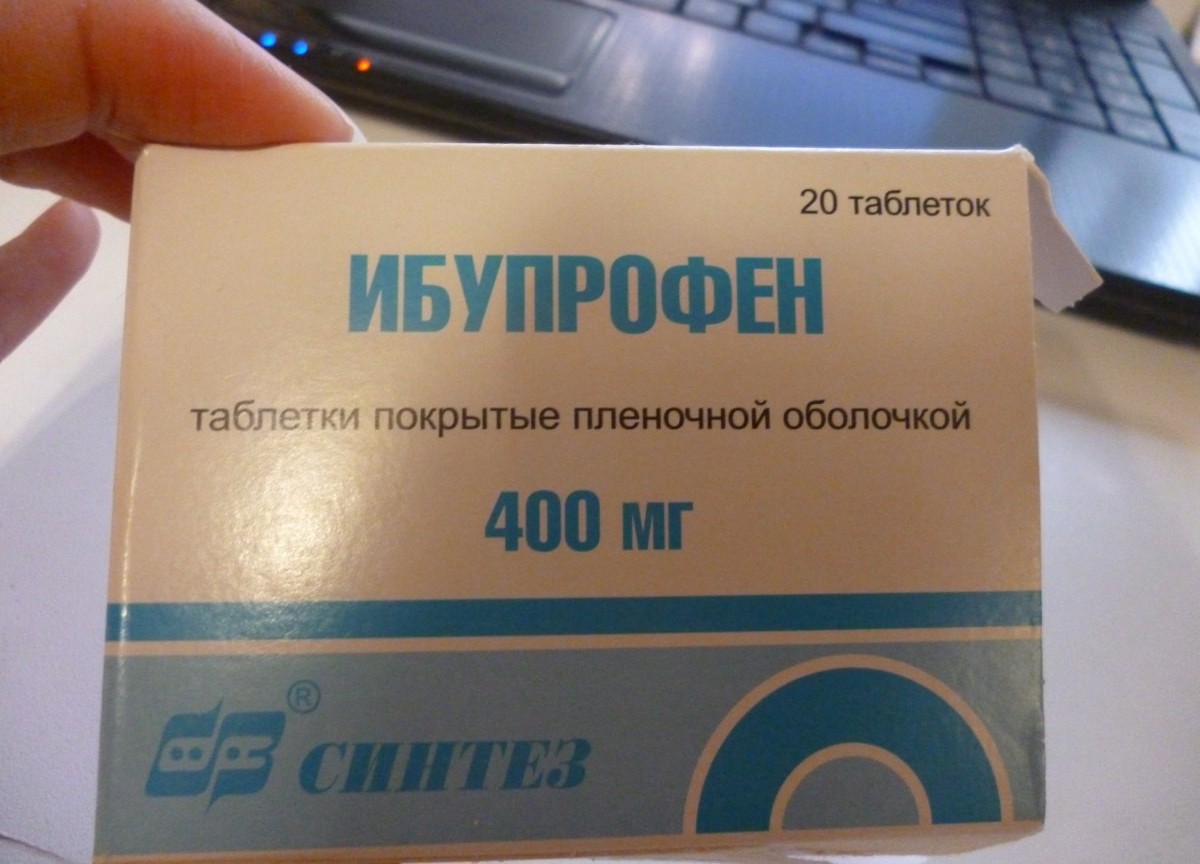 20 таблеток
ИБУПРОФЕН
таблетки покрытые пленочной оболочкой
400 мг
® СИНТЕЗ